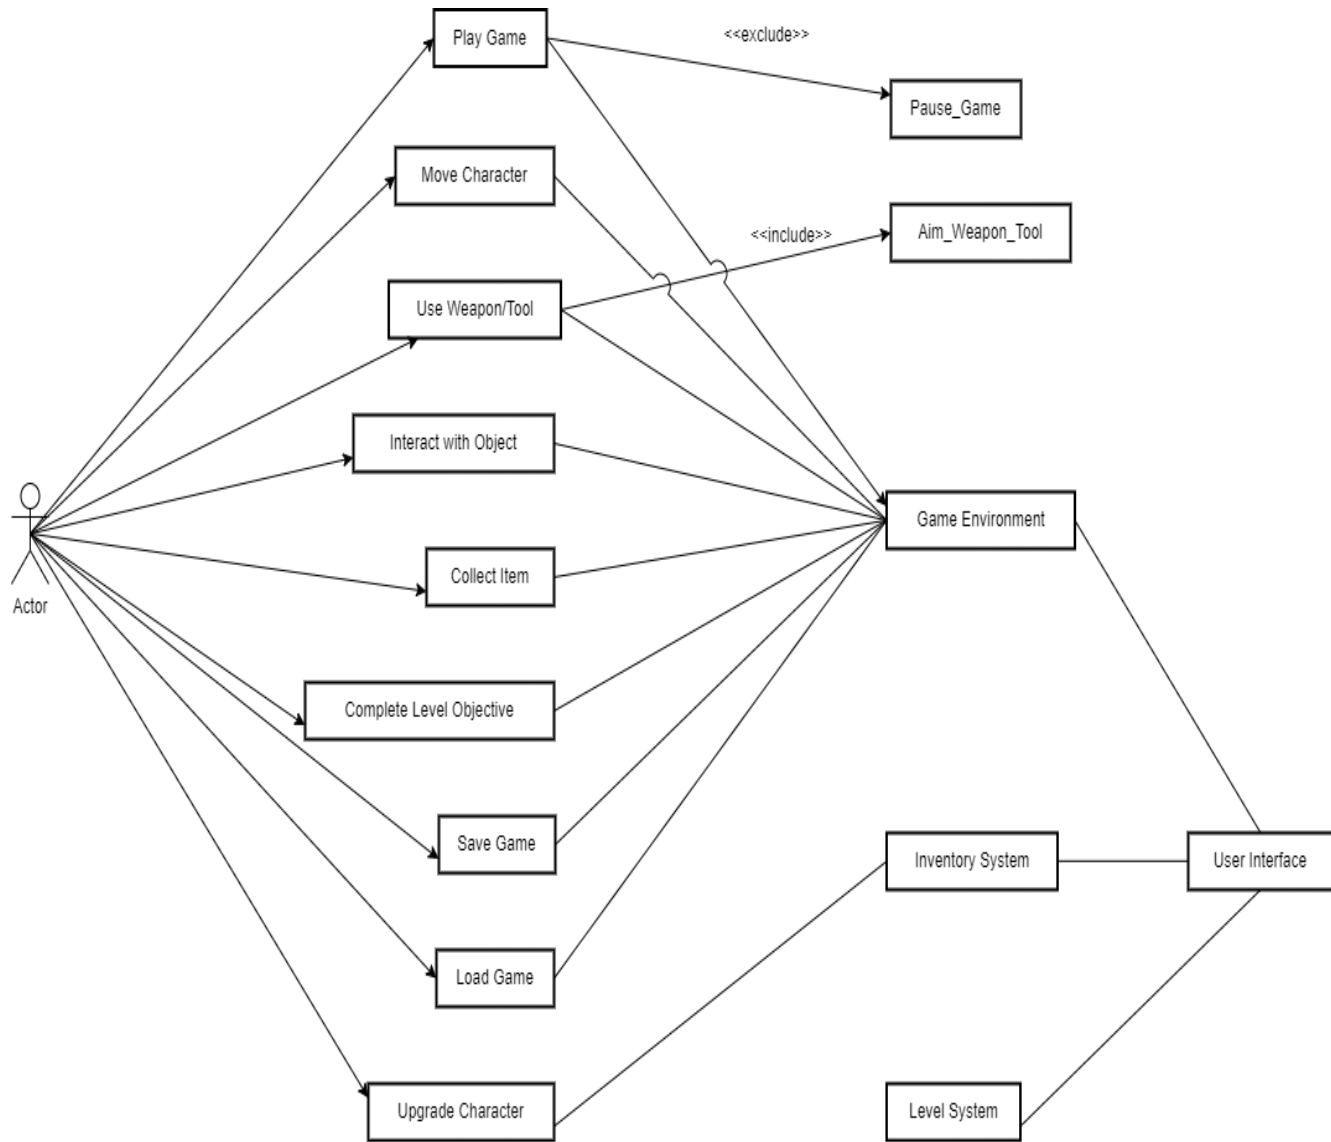 Play Game
<<exclude>>
Pause_Game
Move Character
<<include>>
Aim_Weapon_Tool
Use Weapon/Tool
Interact with Object
Game Environment
Collect Item
Actor
Complete Level Objective
Save Game
Inventory System
User Interface
Load Game
Upgrade Character
Level System